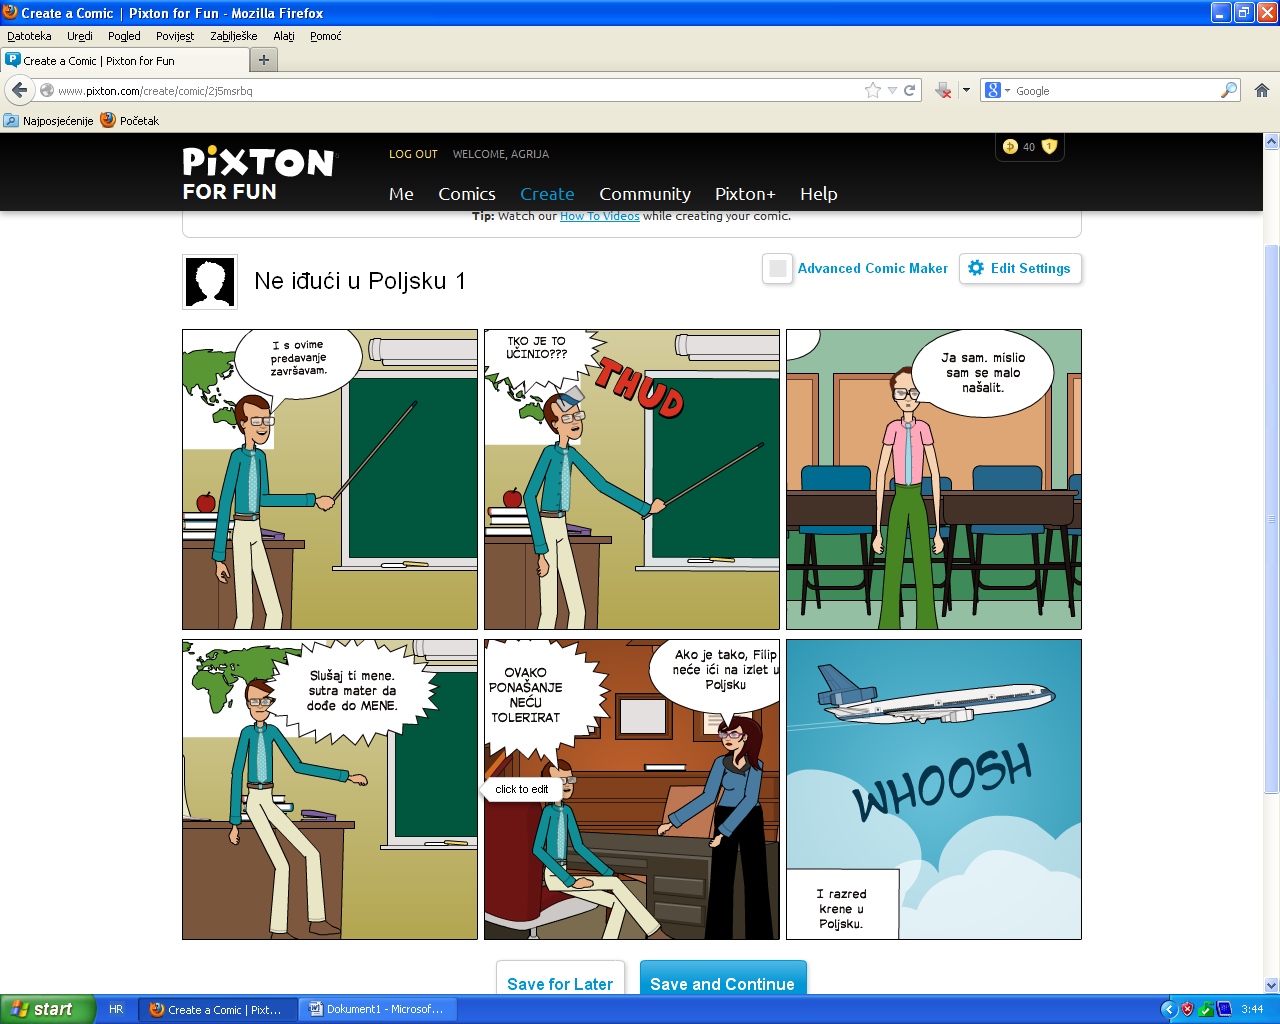 Create a Comic | Pixton for Fun - Mozilla Firefox
Datoteka Uredi Pogled Povijest Zabilješke Alati Pomoć
Create a Comic | Pixton for Fun
www.pixton.com/create/comic/2j5msrbq
Google
Najposjećenije Početak
PiXTON
FOR FUN
LOG OUT WELCOME, AGRIJA
40 1
Me Comics Create Community Pixton+ Help
Tip: Watch our How To Videos while creating your comic.
Ne iđući u Poljsku 1
Advanced Comic Maker
Edit Settings
I s ovime
predavanje
završavam.
TKO JE TO
UČINIO???
THUD
Ja sam. mislio
sam se malo
našalit.
Slušaj ti mene.
sutra mater da
dođe do MENE.
OVAKO
PONAŠANJE
NEĆU
TOLERIRAT
Ako je tako, Filip
neće ići na izlet u
Poljsku
click to edit
WHOOSH
I razred
krene u
Poljsku.
Save for Later
Save and Continue
start
HR
Create a Comic | Pixt...
Dokument1 - Microsof...
3:44